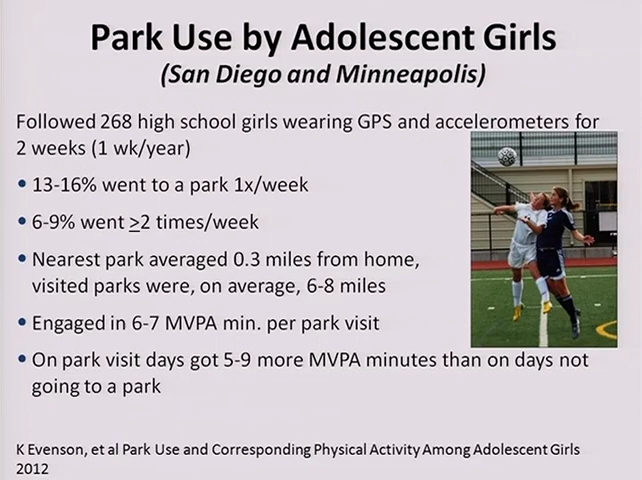 Park Use by Adolescent Girls
(San Diego and Minneapolis)
Followed 268 high school girls wearing GPS and accelerometers for
2 weeks (1 wk/year)
• 13-16% went to a park 1x/week
• 6-9% went ≥2 times/week
• Nearest park averaged 0.3 miles from home,
visited parks were, on average, 6-8 miles
• Engaged in 6-7 MVPA min. per park visit
• On park visit days got 5-9 more MVPA minutes than on days not
going to a park
K Evenson, et al Park Use and Corresponding Physical Activity Among Adolescent Girls
2012